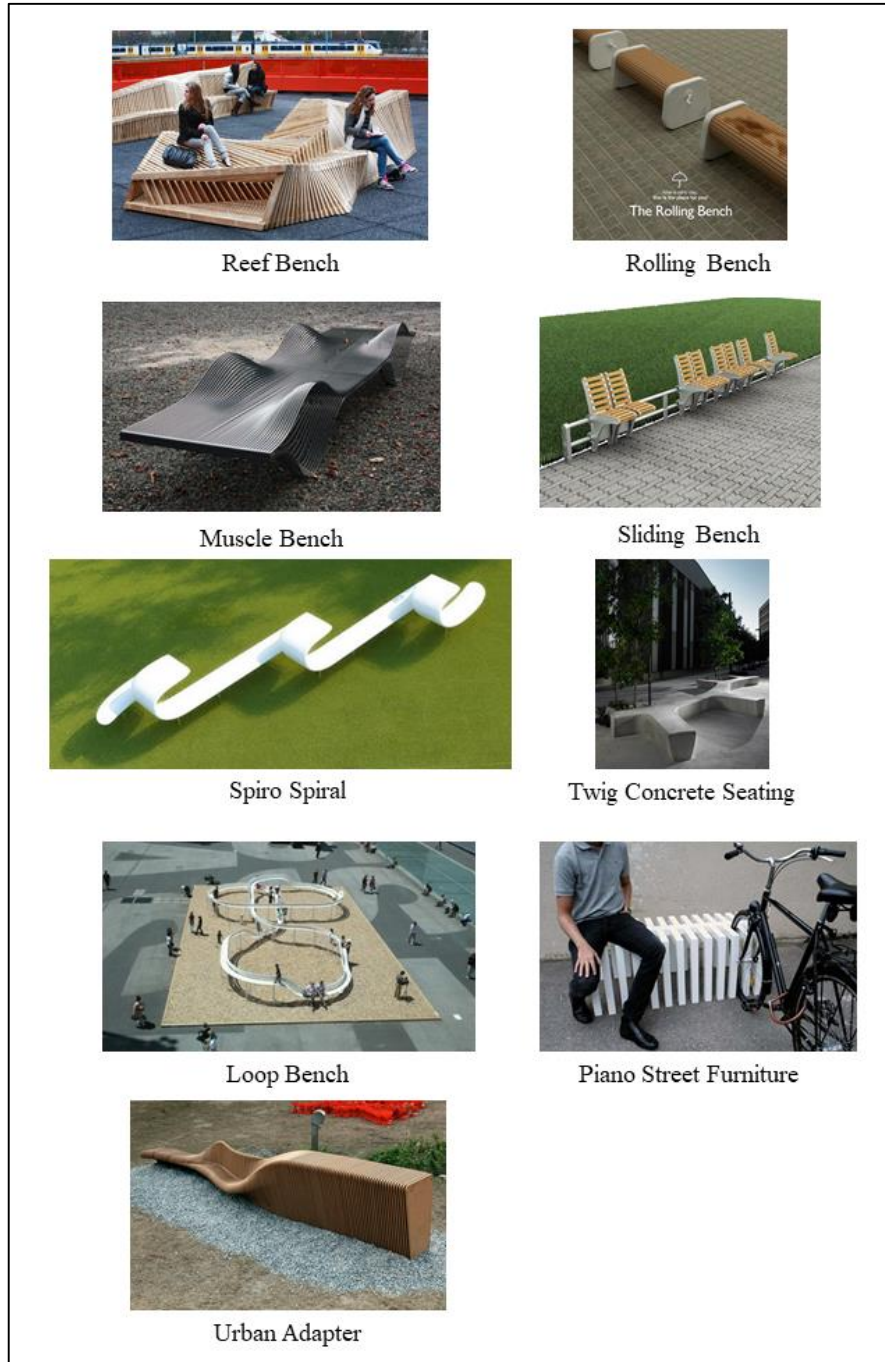 The Rolling Bench
Reef Bench
Rolling Bench
Muscle Bench
Sliding Bench
Spiro Spiral
Twig Concrete Seating
Loop Bench
Piano Street Furniture
Urban Adapter